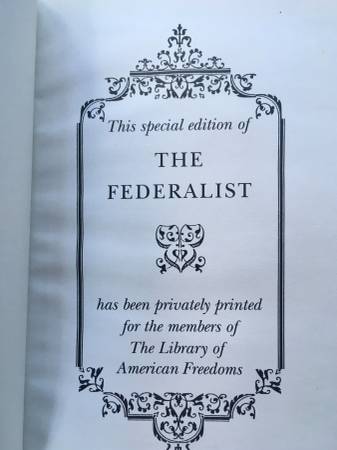 This special edition of
THE
FEDERALIST
has been privately printed
for the members of
The Library of
American Freedoms